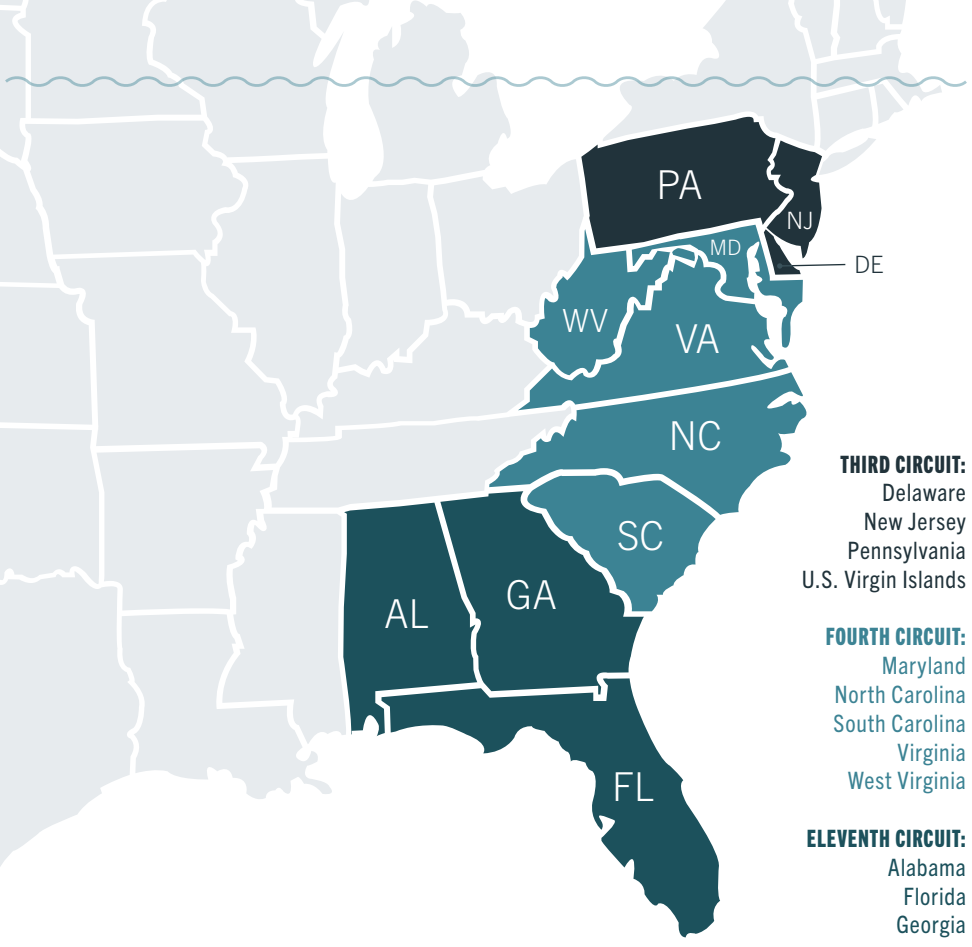 PA
NJ
MD
DE
WV
VA
NC
SC
GA
AL
FL
THIRD CIRCUIT:
Delaware
New Jersey
Pennsylvania
U.S. Virgin Islands
FOURTH CIRCUIT:
Maryland
North Carolina
South Carolina
Virginia
West Virginia
ELEVENTH CIRCUIT:
Alabama
Florida
Georgia